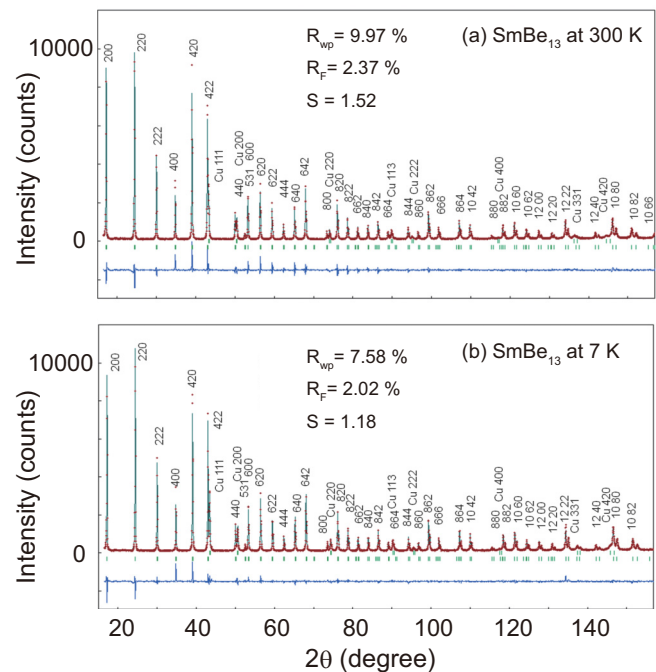 10000
0
Intensity (counts)
(a) SmBe₁₃ at 300 K
R_wp = 9.97 %
R_F = 2.37 %
S = 1.52
200
220
222
400
420
422
Cu 111
440
Cu 200
531
600
620
622
444
640
642
800
Cu 220
820
822
662
840
842
664
Cu 113
844
Cu 222
860
862
666
864
10 42
880
Cu 400
882
10 60
10 62
12 00
12 20
12 22
Cu 331
12 40
Cu 420
10 80
10 82
10 66
10000
0
Intensity (counts)
(b) SmBe₁₃ at 7 K
R_wp = 7.58 %
R_F = 2.02 %
S = 1.18
200
220
222
400
420
422
Cu 111
440
Cu 200
531
600
620
622
444
640
642
800
Cu 220
820
822
662
840
842
664
Cu 113
844
Cu 222
860
862
666
864
10 42
880
Cu 400
882
10 60
10 62
12 00
12 20
12 22
Cu 331
12 40
Cu 420
10 80
10 82
20 40 60 80 100 120 140
2θ (degree)